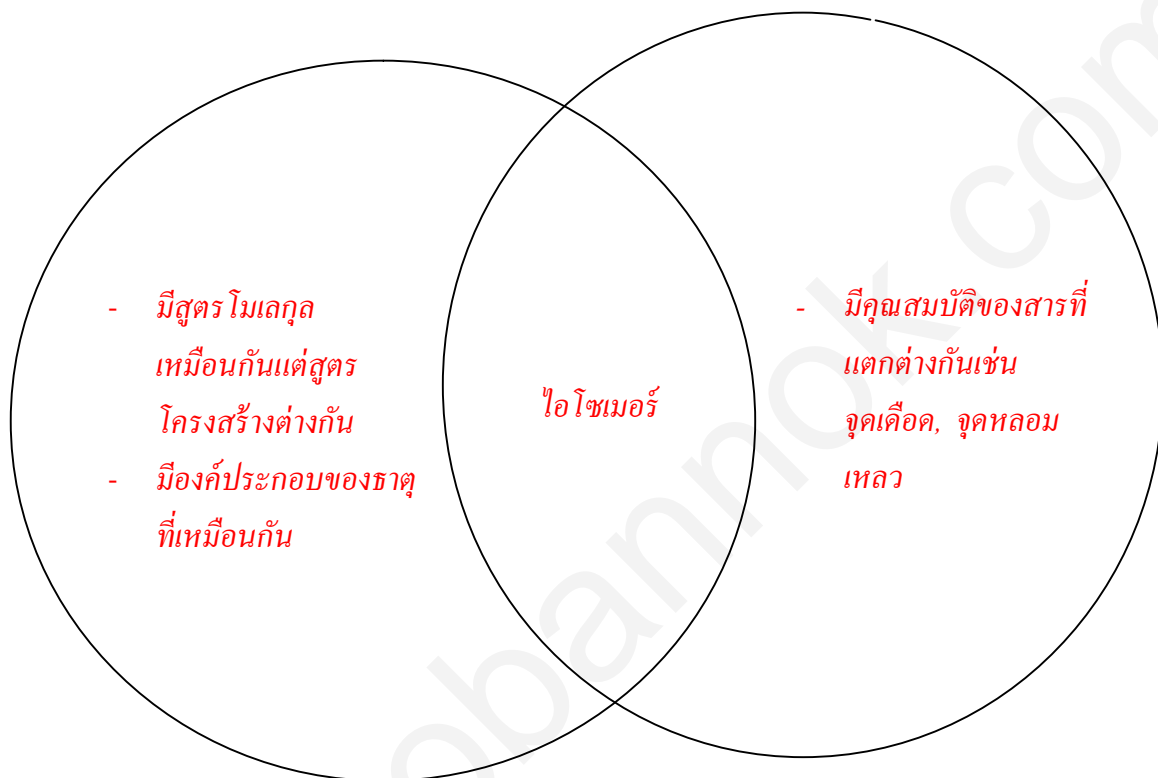 - มีสูตรโมเลกุล
เหมือนกันแต่สูตร
โครงสร้างต่างกัน
- มีองค์ประกอบของธาตุ
ที่เหมือนกัน
ไอโซเมอร์
- มีคุณสมบัติของสารที่
แตกต่างกันเช่น
จุดเดือด, จุดหลอม
เหลว
obannok com